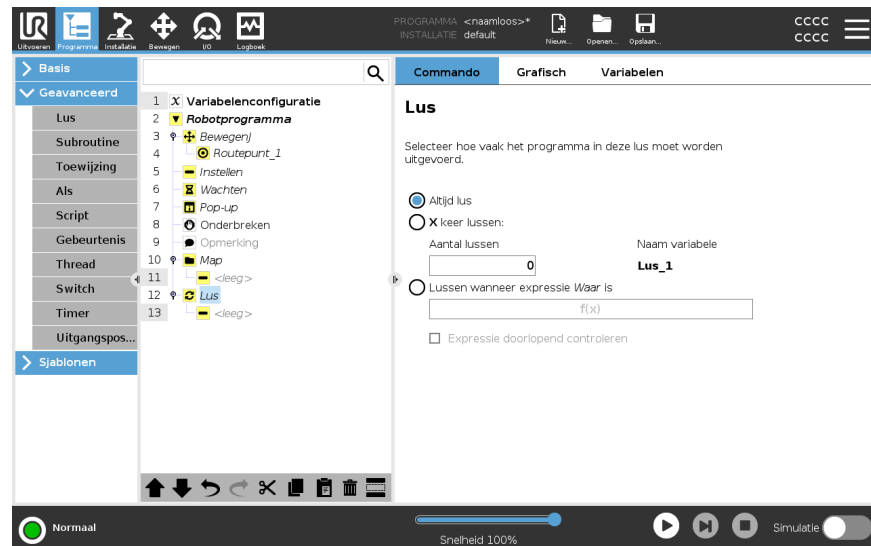 UR
PROGRAMMA <naamloos>*
INSTALLATIE default
cccc
cccc
Uitvoeren Programma Installatie Bewegen I/O Logboek Nieuw... Openen... Opslaan...
Basis
Geavanceerd
Lus
Subroutine
Toewijzing
Als
Script
Gebeurtenis
Thread
Switch
Timer
Uitgangspos...
Sjablonen
1 X Variabelenconfiguratie
2 Robotprogramma
3 BewegenJ
4 Routepunt_1
5 Instellen
6 Wachten
7 Pop-up
8 Onderbreken
9 Opmerking
10 Map
11 <leeg>
12 Lus
13 <leeg>
Commando Grafisch Variabelen
Lus
Selecteer hoe vaak het programma in deze lus moet worden
uitgevoerd.
Altijd lus
X keer lussen:
Aantal lussen Naam variabele
0 Lus_1
Lussen wanneer expressie Waar is
f(x)
Expressie doorlopend controleren
Normaal
Snelheid 100%
Simulatie